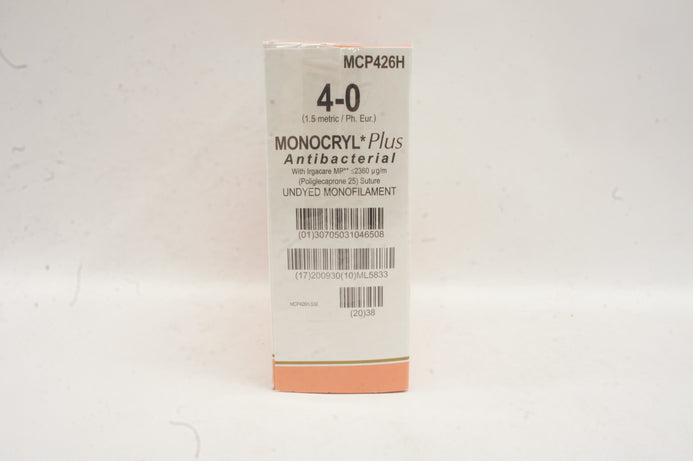 MCP426H
4-0
(1.5 metric / Ph. Eur.)
MONOCRYL* Plus
Antibacterial
With Irgacare MP** ≤2360 µg/m
(Poliglecaprone 25) Suture
UNDYED MONOFILAMENT
(01)30705031046508
(17)200930(10)ML5833
(20)38